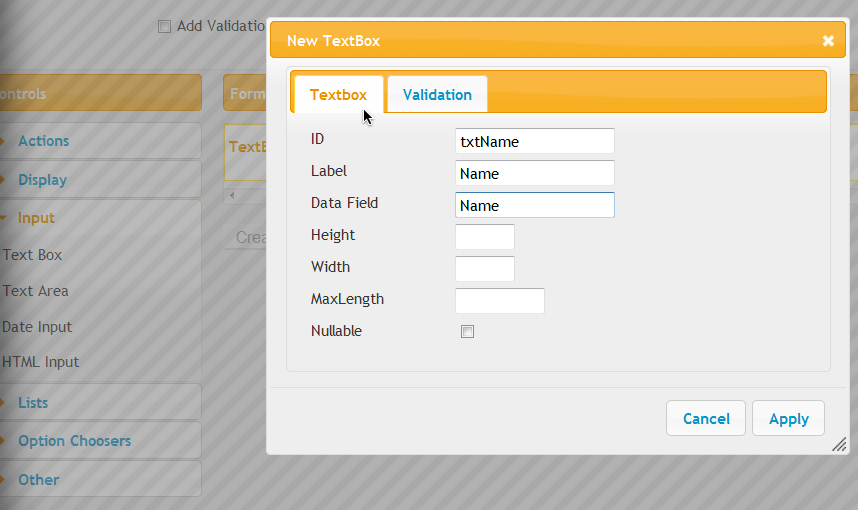 Add Validatio
New TextBox
ontrols
Form
Textbox
Validation
Actions
TextB
ID
txtName
Display
Label
Name
Data Field
Name
Input
Height
Crea
Text Box
Width
Text Area
MaxLength
Date Input
Nullable
HTML Input
Lists
Cancel
Apply
Option Choosers
Other